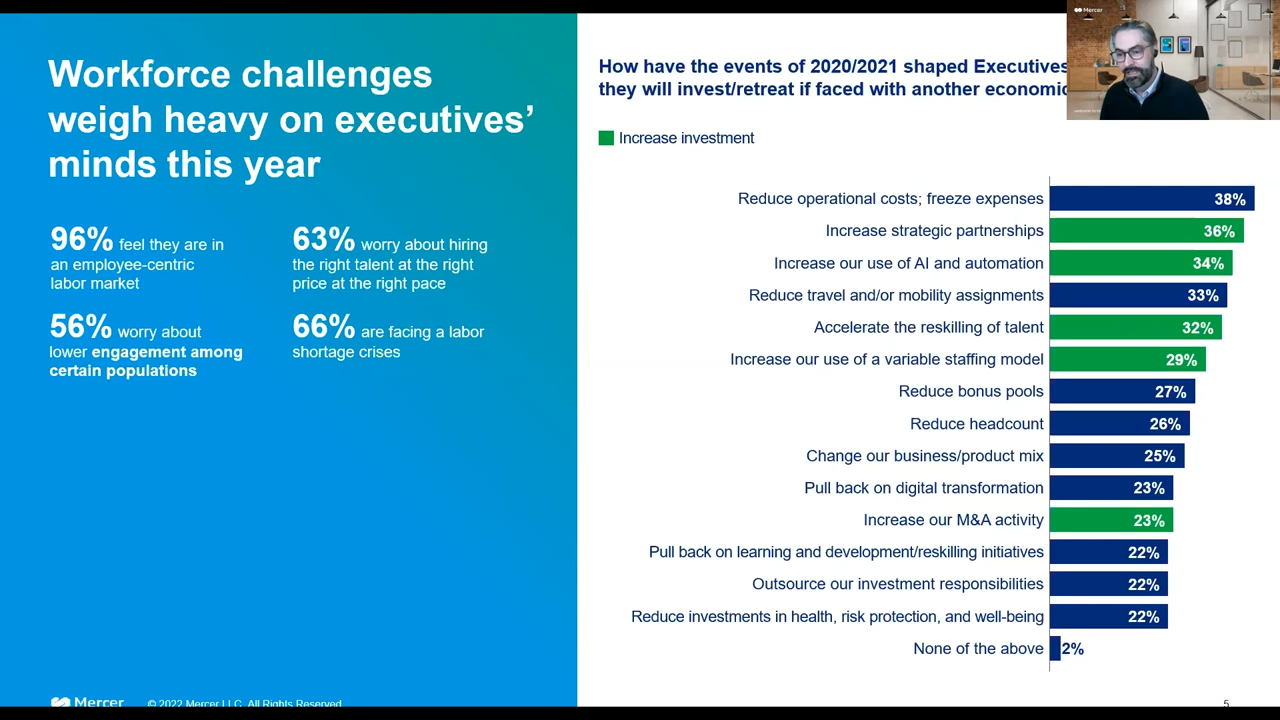 Workforce challenges
weigh heavy on executives’
minds this year
96% feel they are in
an employee-centric
labor market
63% worry about hiring
the right talent at the right
price at the right pace
56% worry about
lower engagement among
certain populations
66% are facing a labor
shortage crises
Mercer
© 2022 Mercer LLC. All Rights Reserved.
How have the events of 2020/2021 shaped Executives
they will invest/retreat if faced with another economic
Mercer
Increase investment
Reduce operational costs; freeze expenses 38%
Increase strategic partnerships 36%
Increase our use of AI and automation 34%
Reduce travel and/or mobility assignments 33%
Accelerate the reskilling of talent 32%
Increase our use of a variable staffing model 29%
Reduce bonus pools 27%
Reduce headcount 26%
Change our business/product mix 25%
Pull back on digital transformation 23%
Increase our M&A activity 23%
Pull back on learning and development/reskilling initiatives 22%
Outsource our investment responsibilities 22%
Reduce investments in health, risk protection, and well-being 22%
None of the above 2%
5